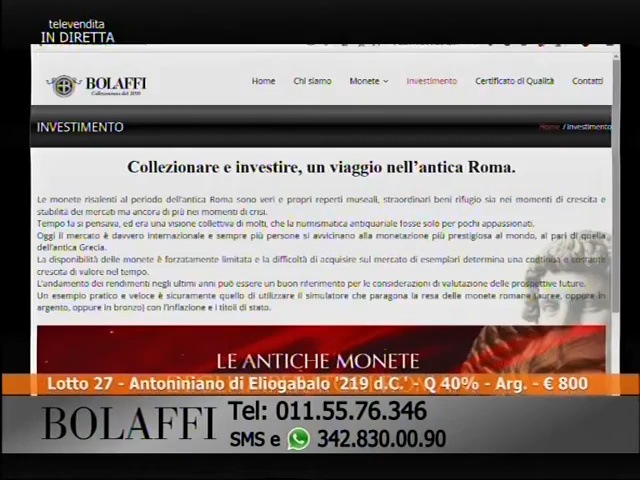 televendita
IN DIRETTA
BOLAFFI
Home Chi siamo Monete Investimento Certificato di Qualità Contatti
INVESTIMENTO
Home / Investimento
Collezionare e investire, un viaggio nell'antica Roma.
Le monete risalenti al periodo dell'antica Roma sono veri e propri reperti museali, straordinari beni rifugio sia nei momenti di crescita e
stabilità dei mercati ma ancora di più nei momenti di crisi.
Tempo fa si pensava, ed era una visione collettiva di molti, che la numismatica antiquariale fosse solo per pochi appassionati.
Oggi il mercato è davvero internazionale e sempre più persone si avvicinano alla monetazione più prestigiosa al mondo, al pari di quella
dell'antica Grecia.
La disponibilità delle monete è forzatamente limitata e la difficoltà di acquisire sul mercato di esemplari determina una continua e costante
crescita di valore nel tempo.
L'andamento dei rendimenti negli ultimi anni può essere un buon riferimento per le considerazioni di valutazione delle prospettive future.
Un esempio pratico e veloce è sicuramente quello di utilizzare il simulatore che paragona la resa delle monete romane (auree, oppure in
argento, oppure in bronzo) con l'inflazione e i titoli di stato.
LE ANTICHE MONETE
Lotto 27 - Antoniniano di Eliogabalo '219 d.C.' - Q 40% - Arg. - € 800
BOLAFFI
Tel: 011.55.76.346
SMS e 342.830.00.90